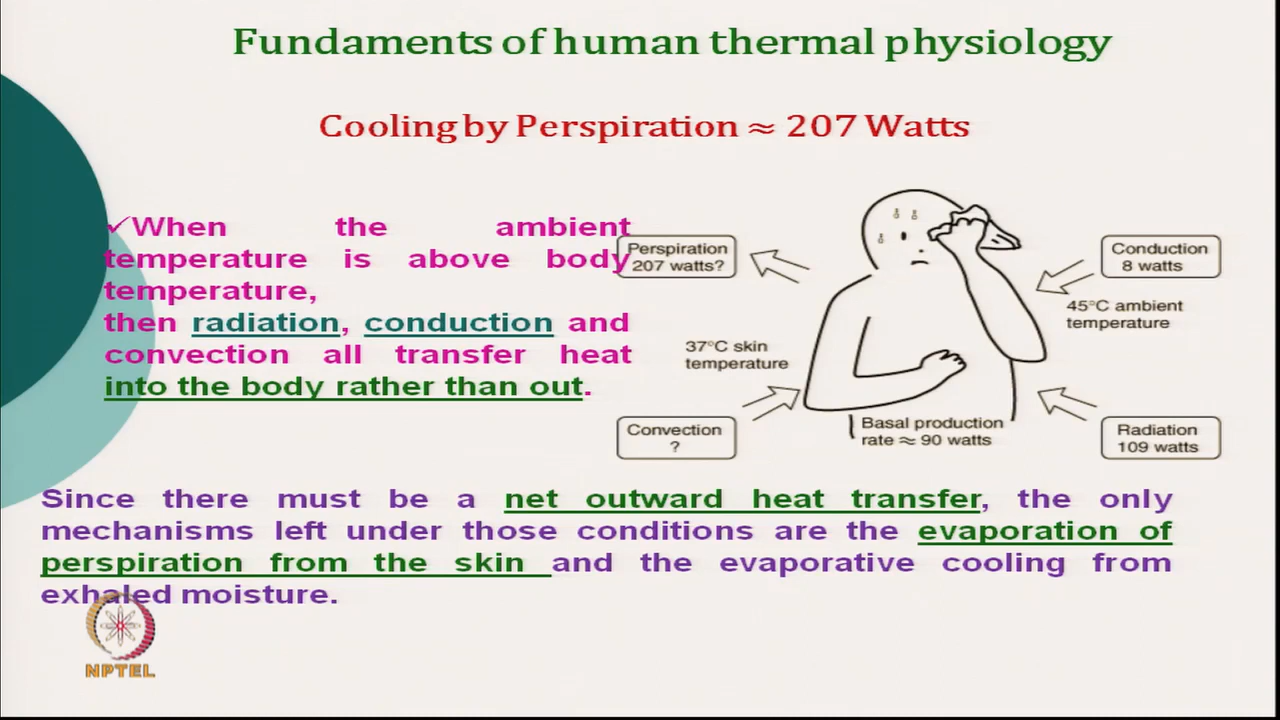 Fundaments of human thermal physiology
Cooling by Perspiration ≈ 207 Watts
✓When the ambient
temperature is above body
temperature,
then radiation, conduction and
convection all transfer heat
into the body rather than out.
Perspiration
207 watts?
Conduction
8 watts
45°C ambient
temperature
37°C skin
temperature
Convection
?
Basal production
rate ≈ 90 watts
Radiation
109 watts
Since there must be a net outward heat transfer, the only
mechanisms left under those conditions are the evaporation of
perspiration from the skin and the evaporative cooling from
exhaled moisture.
NPTEL